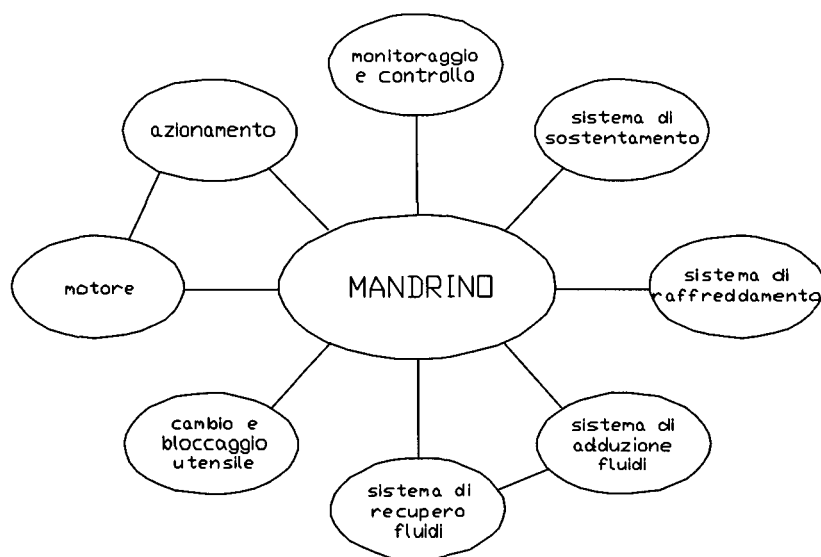 monitoraggio
e controllo
azionamento
sistema di
sostentamento
motore
MANDRINO
sistema di
raffreddamento
cambio e
bloccaggio
utensile
sistema di
adduzione
fluidi
sistema di
recupero
fluidi